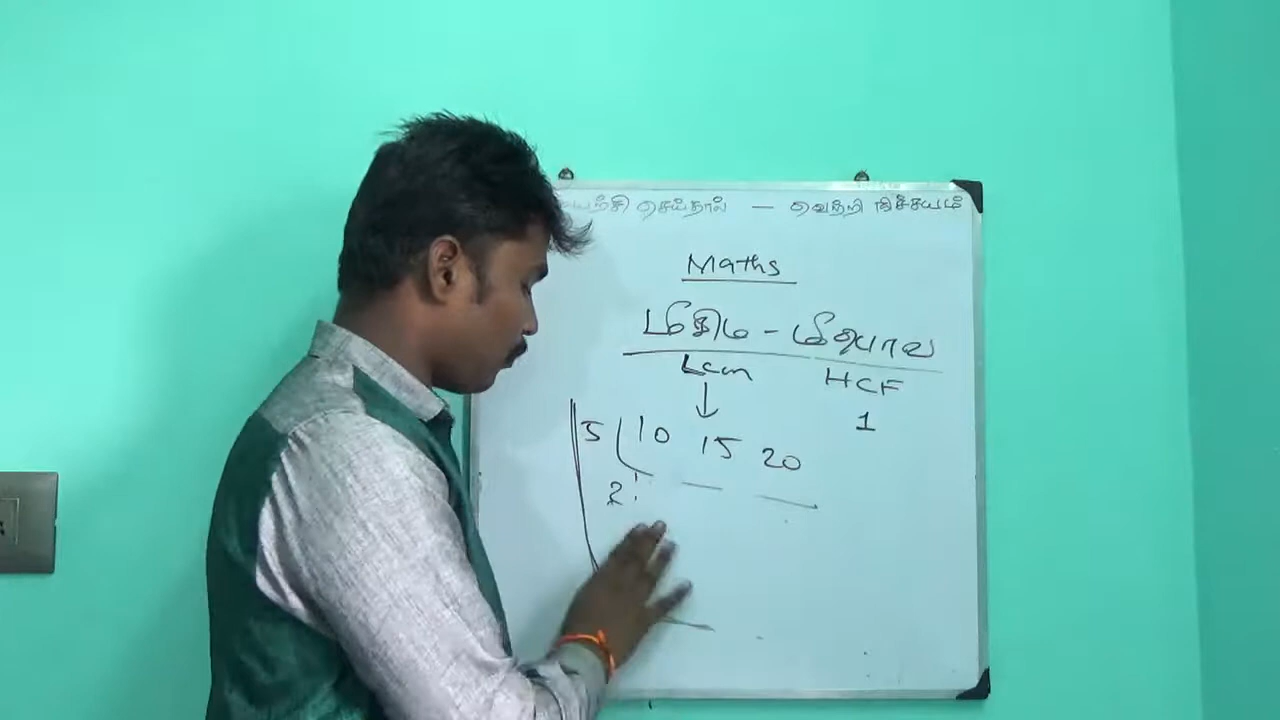 செய்தால் — வெற்றி நிச்சயம்
Maths
மீசிம - மீபொவ
Lcm HCF
↓ 1
5 10 15 20
2